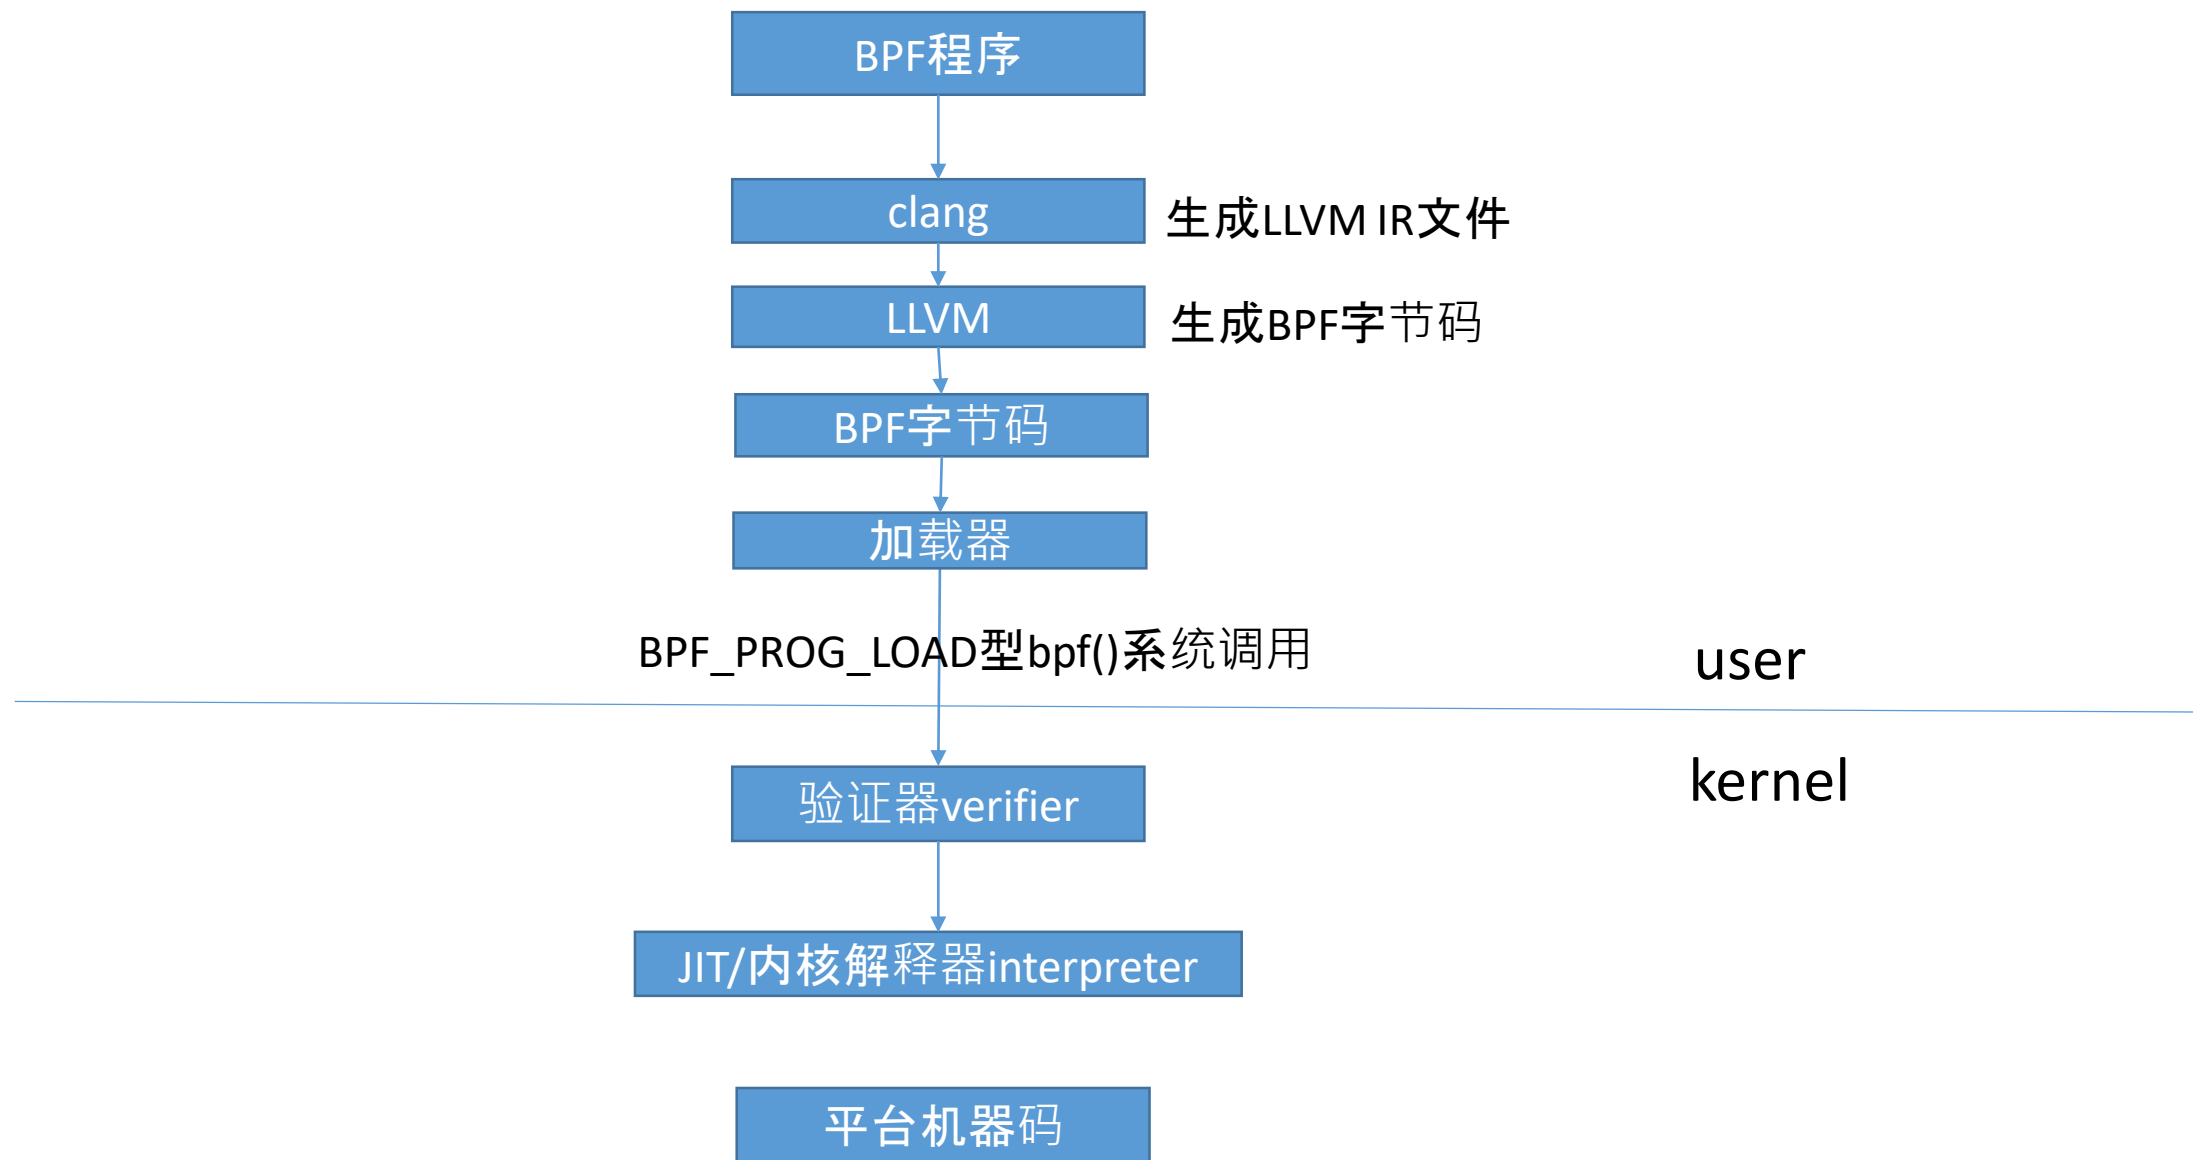 BPF程序
clang
生成LLVM IR文件
LLVM
生成BPF字节码
BPF字节码
加载器
BPF_PROG_LOAD型bpf()系统调用
user
kernel
验证器verifier
JIT/内核解释器interpreter
平台机器码